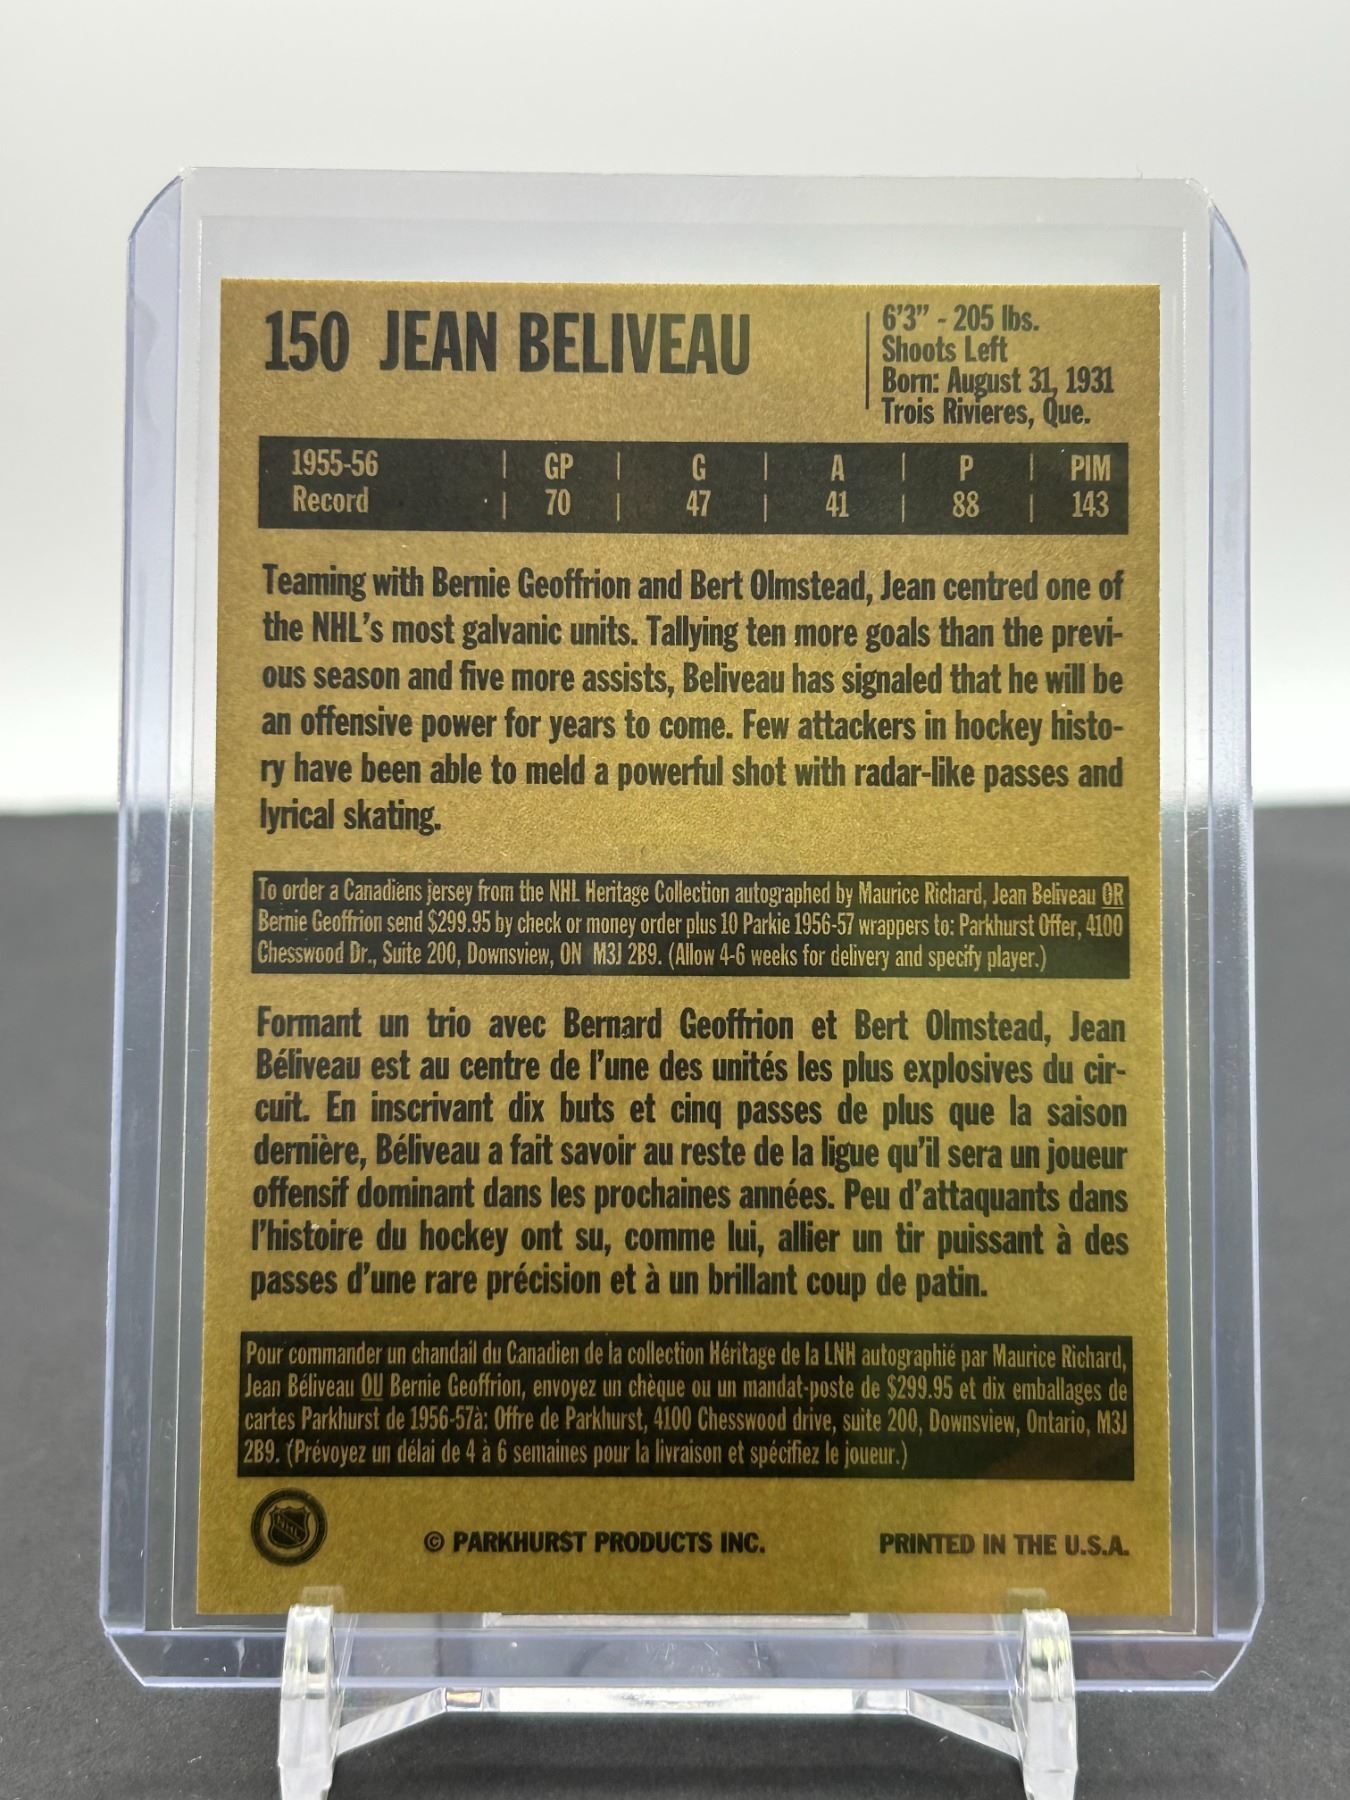 150 JEAN BELIVEAU
6'3" - 205 lbs.
Shoots Left
Born: August 31, 1931
Trois Rivieres, Que.
1955-56 | GP | G | A | P | PIM
Record | 70 | 47 | 41 | 88 | 143
Teaming with Bernie Geoffrion and Bert Olmstead, Jean centred one of
the NHL's most galvanic units. Tallying ten more goals than the previ-
ous season and five more assists, Beliveau has signaled that he will be
an offensive power for years to come. Few attackers in hockey histo-
ry have been able to meld a powerful shot with radar-like passes and
lyrical skating.
To order a Canadiens jersey from the NHL Heritage Collection autographed by Maurice Richard, Jean Beliveau OR
Bernie Geoffrion send $299.95 by check or money order plus 10 Parkie 1956-57 wrappers to: Parkhurst Offer, 4100
Chesswood Dr., Suite 200, Downsview, ON M3J 2B9. (Allow 4-6 weeks for delivery and specify player.)
Formant un trio avec Bernard Geoffrion et Bert Olmstead, Jean
Béliveau est au centre de l'une des unités les plus explosives du cir-
cuit. En inscrivant dix buts et cinq passes de plus que la saison
dernière, Béliveau a fait savoir au reste de la ligue qu'il sera un joueur
offensif dominant dans les prochaines années. Peu d'attaquants dans
l'histoire du hockey ont su, comme lui, allier un tir puissant à des
passes d'une rare précision et à un brillant coup de patin.
Pour commander un chandail du Canadien de la collection Héritage de la LNH autographié par Maurice Richard,
Jean Béliveau OU Bernie Geoffrion, envoyez un chèque ou un mandat-poste de $299.95 et dix emballages de
cartes Parkhurst de 1956-57à: Offre de Parkhurst, 4100 Chesswood drive, suite 200, Downsview, Ontario, M3J
2B9. (Prévoyez un délai de 4 à 6 semaines pour la livraison et spécifiez le joueur.)
NHL
© PARKHURST PRODUCTS INC.
PRINTED IN THE U.S.A.